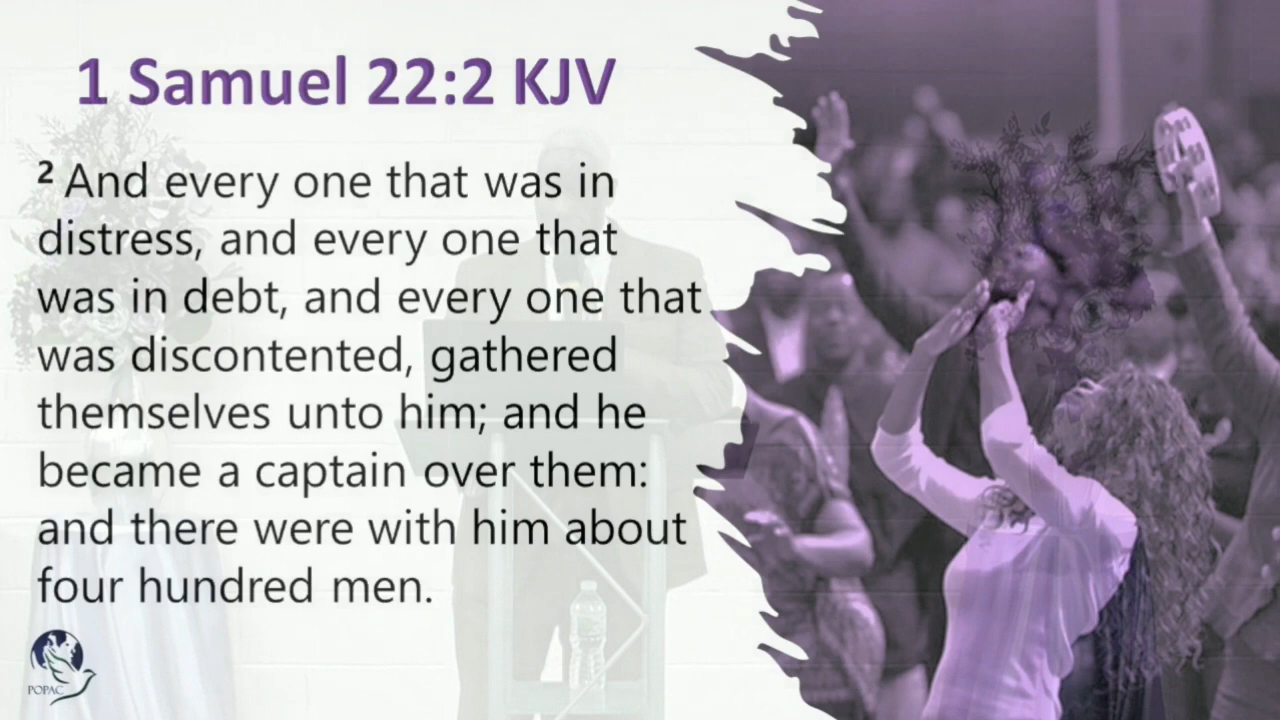 1 Samuel 22:2 KJV
² And every one that was in
distress, and every one that
was in debt, and every one that
was discontented, gathered
themselves unto him; and he
became a captain over them:
and there were with him about
four hundred men.
POPAC